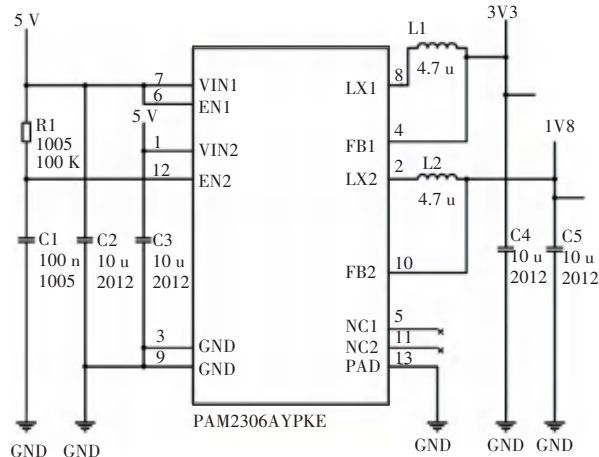 5 V
L1
3V3
4.7 u
7
VIN1
LX1
8
6
EN1
5 V
R1
1005
100 K
1
VIN2
FB1
4
1V8
12
EN2
LX2
2
L2
4.7 u
C1
100 n
1005
C2
10 u
2012
C3
10 u
2012
C4
10 u
2012
C5
10 u
2012
FB2
10
NC1
5
3
GND
NC2
11
9
GND
PAD
13
PAM2306AYPKE
GND
GND
GND
GND
GND